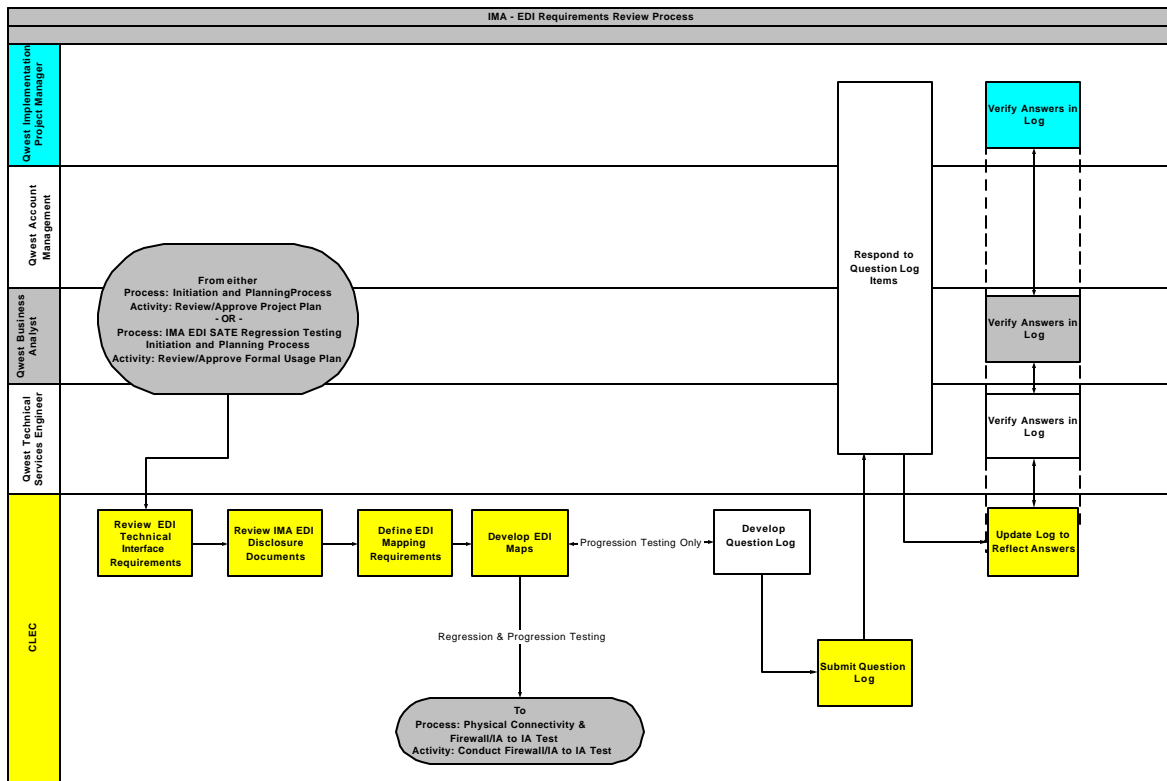 IMA - EDI Requirements Review Process
Qwest Implementation
Project Manager
Verify Answers in
Log
Qwest Account
Management
Respond to
Question Log
Items
From either
Process: Initiation and PlanningProcess
Activity: Review/Approve Project Plan
- OR -
Process: IMA EDI SATE Regression Testing
Initiation and Planning Process
Activity: Review/Approve Formal Usage Plan
Qwest Business
Analyst
Verify Answers in
Log
Qwest Technical
Services Engineer
Verify Answers in
Log
CLEC
Review EDI
Technical
Interface
Requirements
Review IMA EDI
Disclosure
Documents
Define EDI
Mapping
Requirements
Develop EDI
Maps
Progression Testing Only
Develop
Question Log
Update Log to
Reflect Answers
Regression & Progression Testing
Submit Question
Log
To
Process: Physical Connectivity &
Firewall/IA to IA Test
Activity: Conduct Firewall/IA to IA Test